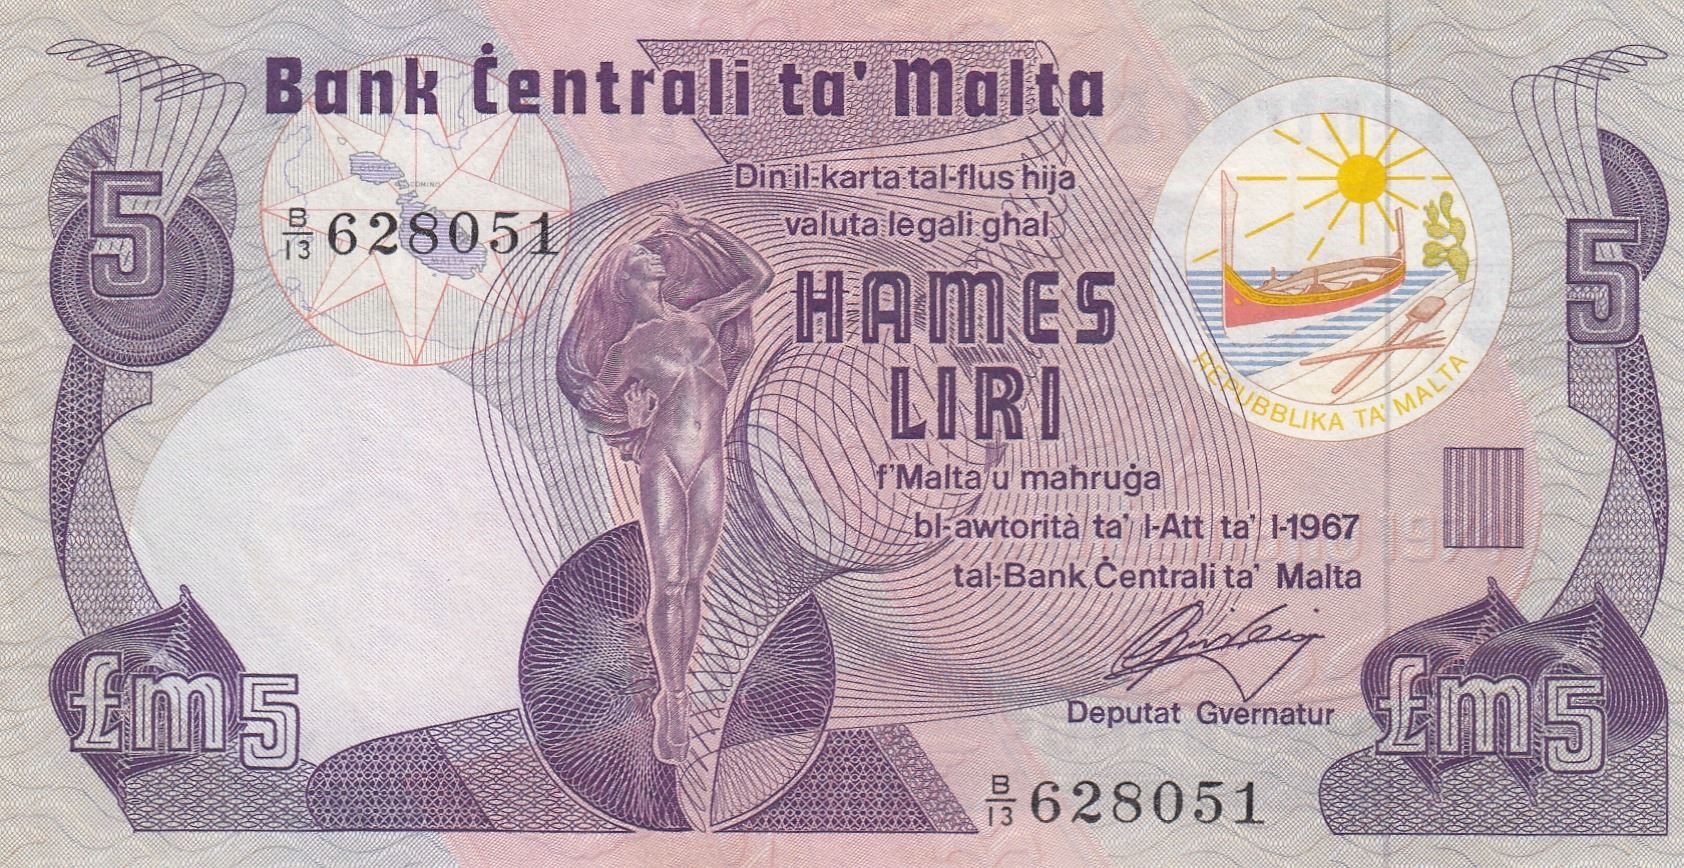 Bank Ċentrali ta' Malta
5
COMINO
B/13 628051
Din il-karta tal-flus hija
valuta legali għal
ĦAMES
LIRI
f'Malta u maħruġa
bl-awtorità ta' l-Att ta' l-1967
tal-Bank Ċentrali ta' Malta
Deputat Gvernatur
REPUBBLIKA TA' MALTA
5
£m5
B/13 628051
£m5